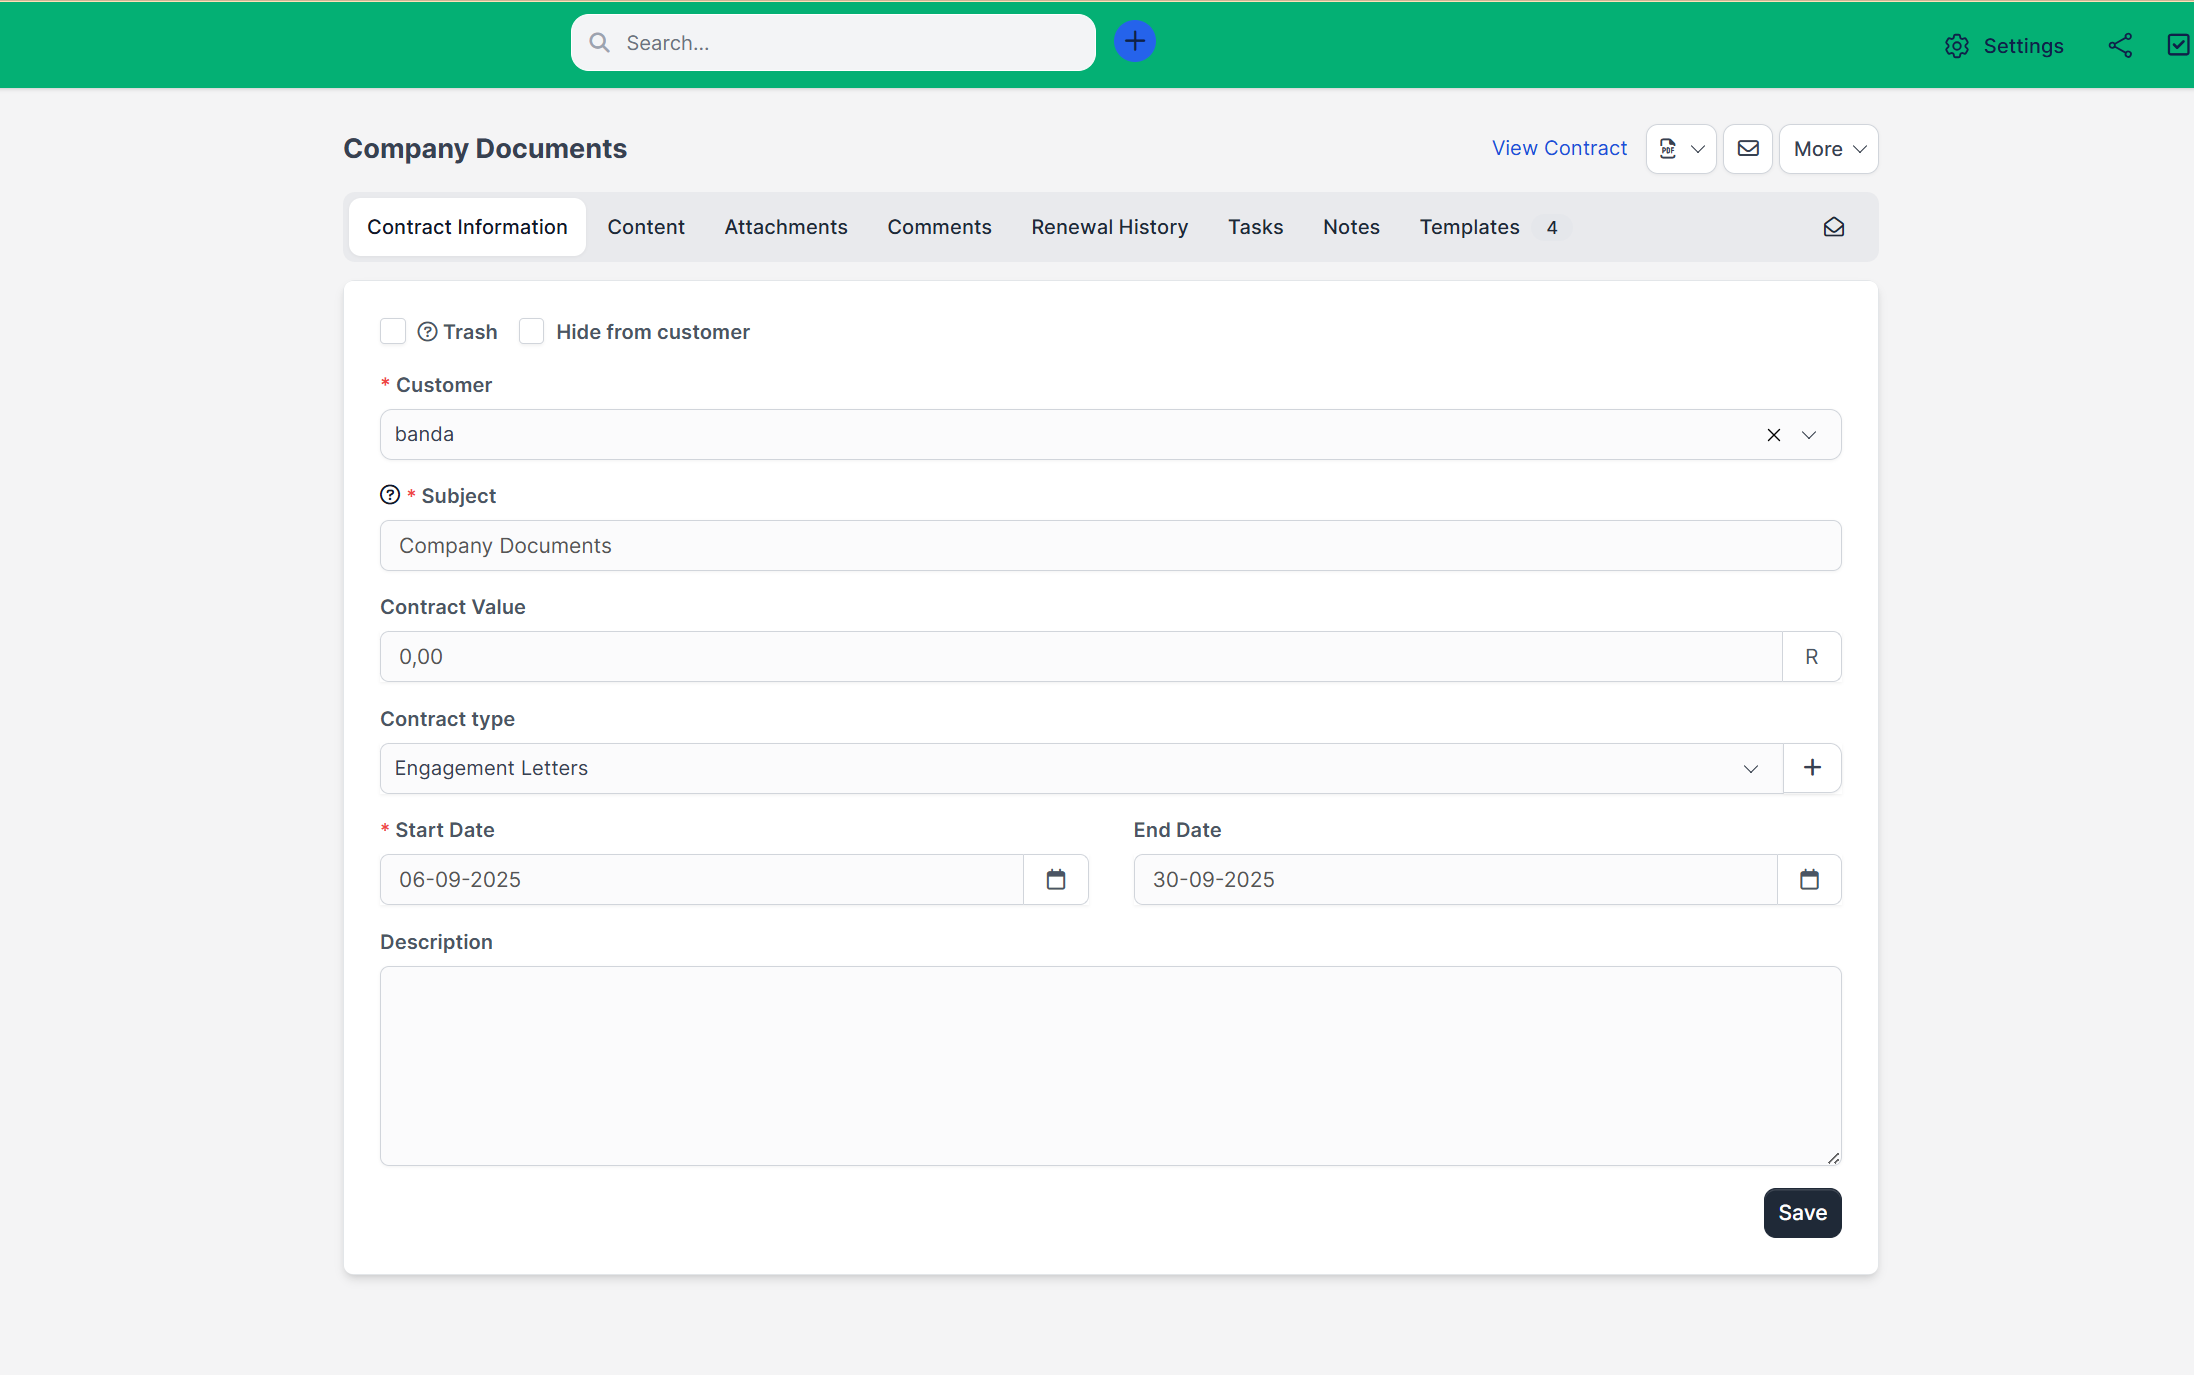 Search...
Settings
Company Documents
View Contract
PDF
More
Contract Information Content Attachments Comments Renewal History Tasks Notes Templates 4
Trash Hide from customer
* Customer
banda
* Subject
Company Documents
Contract Value
0,00 R
Contract type
Engagement Letters
* Start Date End Date
06-09-2025 30-09-2025
Description
Save